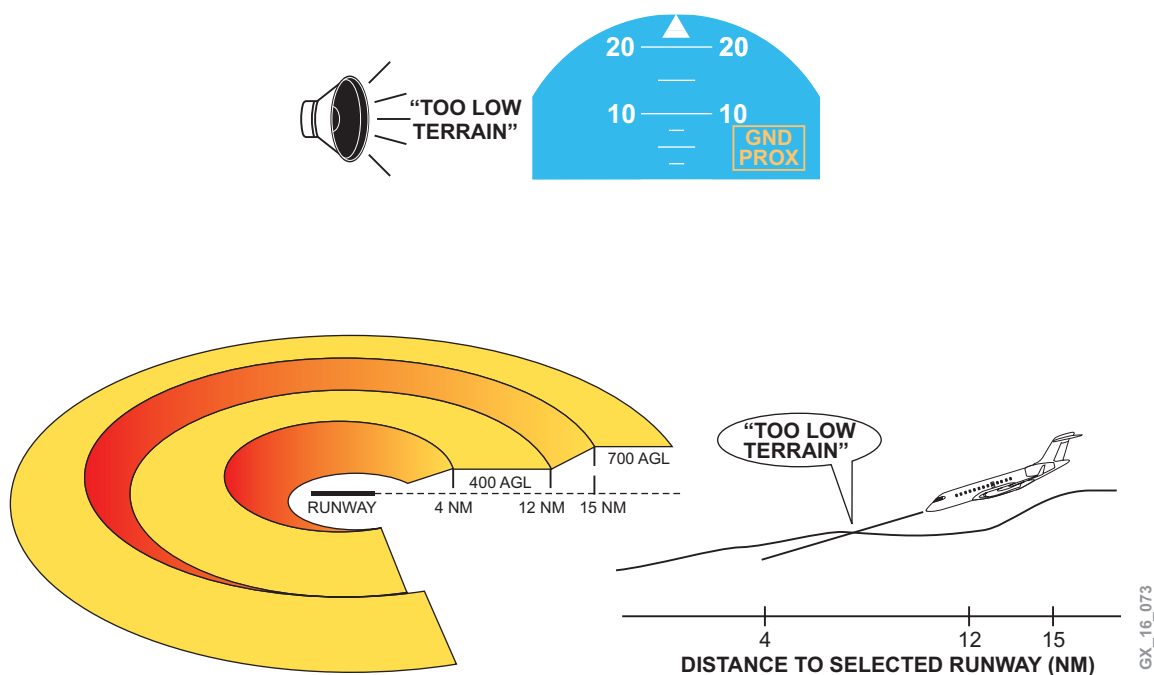 “TOO LOW
TERRAIN”
20 20
10 10
GND
PROX
“TOO LOW
TERRAIN”
700 AGL
400 AGL
RUNWAY
4 NM
12 NM
15 NM
4
12
15
DISTANCE TO SELECTED RUNWAY (NM)
GX_16_073